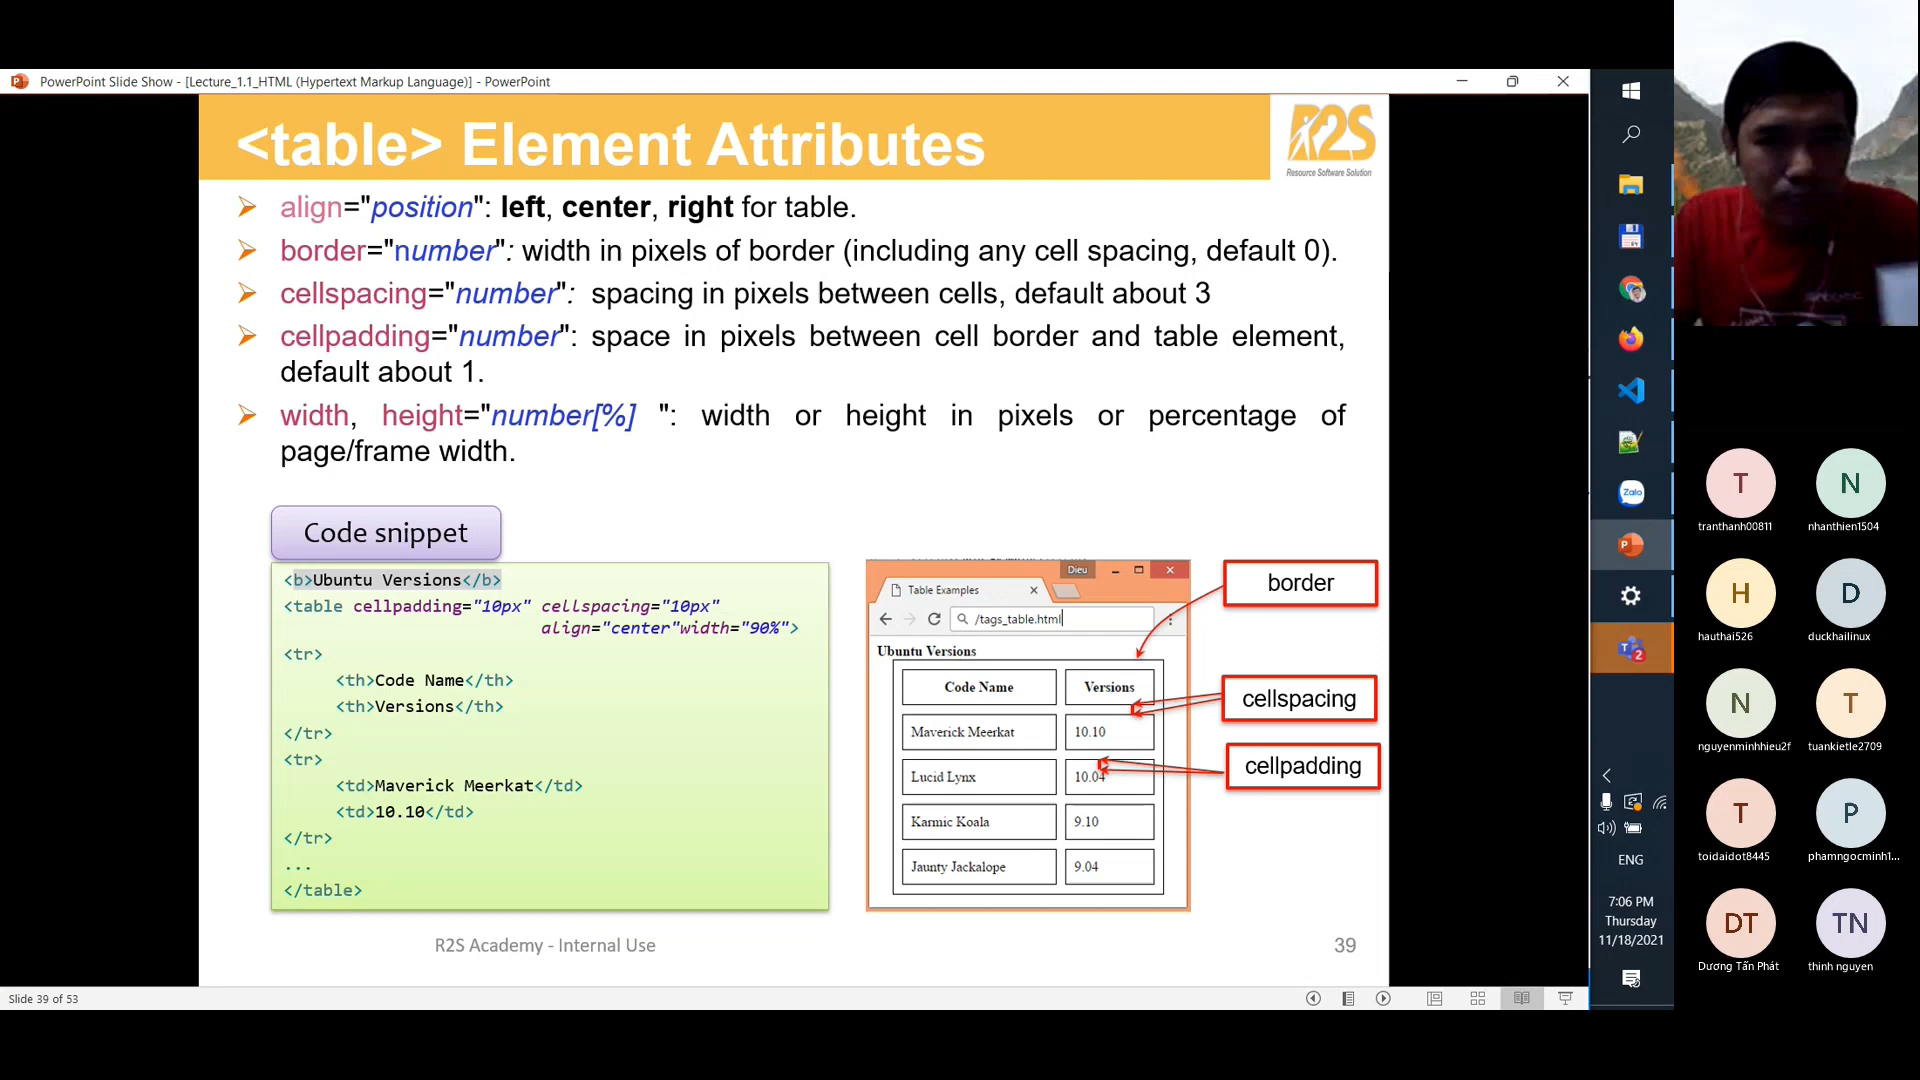 PowerPoint Slide Show - [Lecture_1.1_HTML (Hypertext Markup Language)] - PowerPoint
<table> Element Attributes
R2S
Resource Software Solution
align="position": left, center, right for table.
border="number": width in pixels of border (including any cell spacing, default 0).
cellspacing="number": spacing in pixels between cells, default about 3
cellpadding="number": space in pixels between cell border and table element,
default about 1.
width, height="number[%] ": width or height in pixels or percentage of
page/frame width.
Code snippet
<b>Ubuntu Versions</b>
<table cellpadding="10px" cellspacing="10px"
align="center"width="90%">
<tr>
<th>Code Name</th>
<th>Versions</th>
</tr>
<tr>
<td>Maverick Meerkat</td>
<td>10.10</td>
</tr>
...
</table>
Dieu
Table Examples
/tags_table.html
Ubuntu Versions
Code Name Versions
Maverick Meerkat 10.10
Lucid Lynx 10.04
Karmic Koala 9.10
Jaunty Jackalope 9.04
border
cellspacing
cellpadding
R2S Academy - Internal Use
39
Slide 39 of 53
Zalo
2
ENG
7:06 PM
Thursday
11/18/2021
T
tranthanh00811
N
nhanthien1504
H
hauthai526
D
duckhailinux
N
nguyenminhhieu2f
T
tuankietle2709
T
toidaidot8445
P
phamngocminh1...
DT
Dương Tấn Phát
TN
thinh nguyen